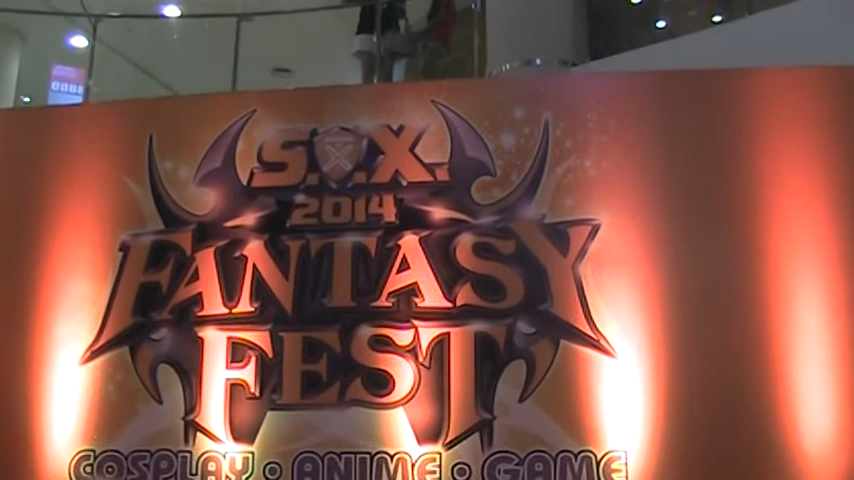 S.O.X.
2014
FANTASY
FEST
COSPLAY • ANIME • GAME